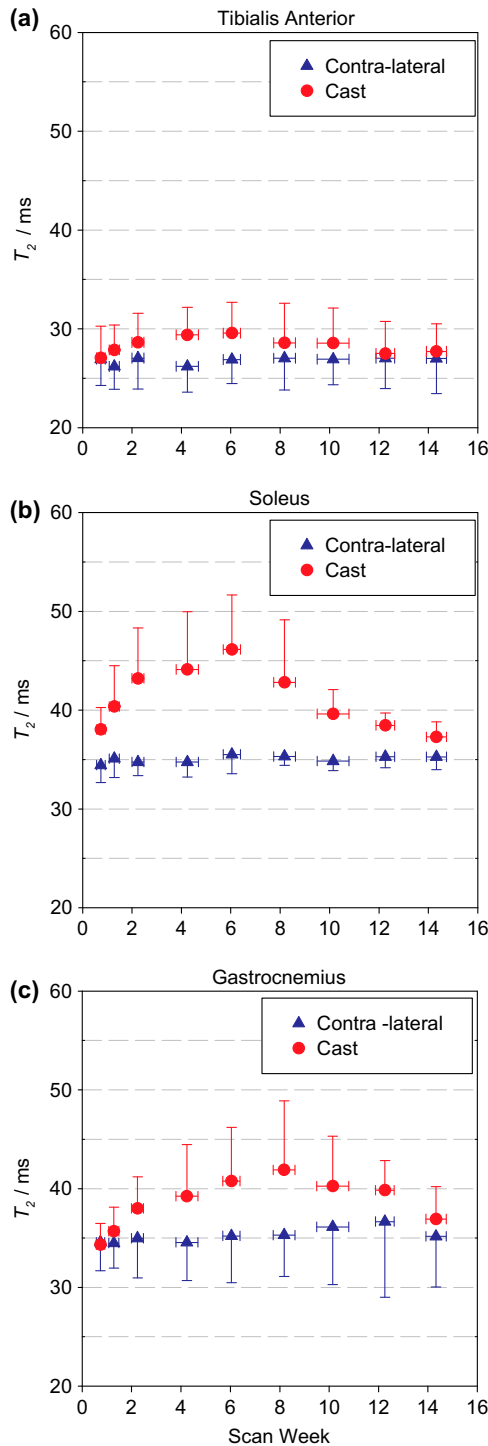 (a)
Tibialis Anterior
60
50
40
30
20
T2 / ms
Contra-lateral
Cast
0 2 4 6 8 10 12 14 16
(b)
Soleus
60
50
40
30
20
T2 / ms
Contra-lateral
Cast
0 2 4 6 8 10 12 14 16
(c)
Gastrocnemius
60
50
40
30
20
T2 / ms
Contra -lateral
Cast
0 2 4 6 8 10 12 14 16
Scan Week